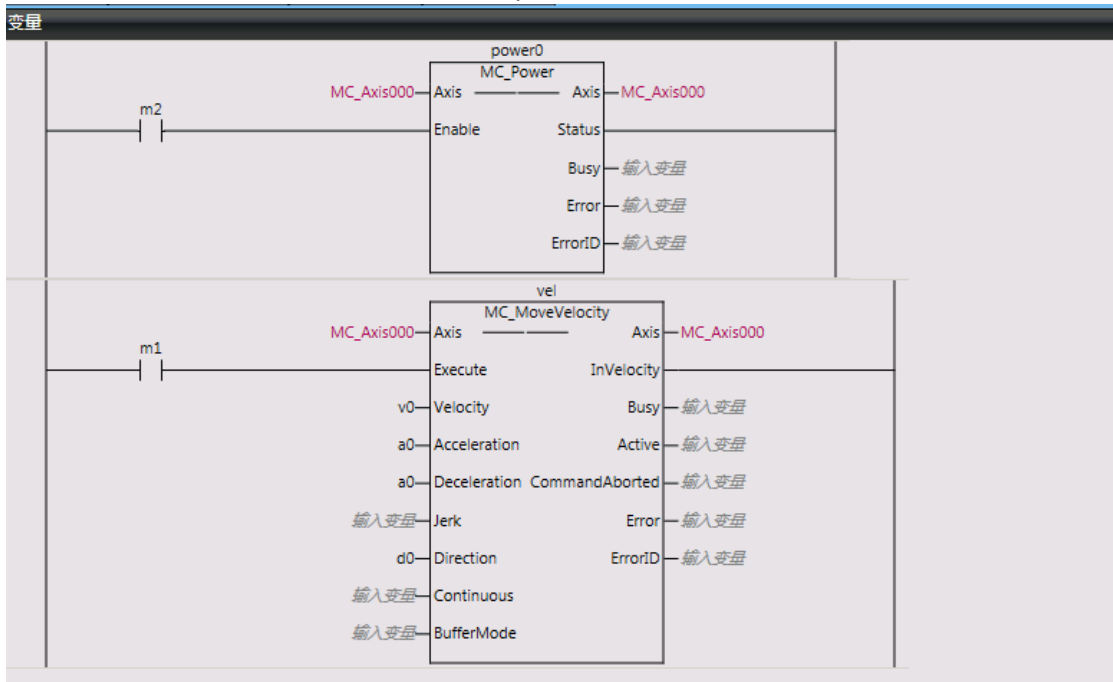 变量
power0
MC_Power
MC_Axis000 Axis Axis MC_Axis000
m2
Enable Status
Busy 输入变量
Error 输入变量
ErrorID 输入变量
vel
MC_MoveVelocity
MC_Axis000 Axis Axis MC_Axis000
m1
Execute InVelocity
v0 Velocity Busy 输入变量
a0 Acceleration Active 输入变量
a0 Deceleration CommandAborted 输入变量
输入变量 Jerk Error 输入变量
d0 Direction ErrorID 输入变量
输入变量 Continuous
输入变量 BufferMode